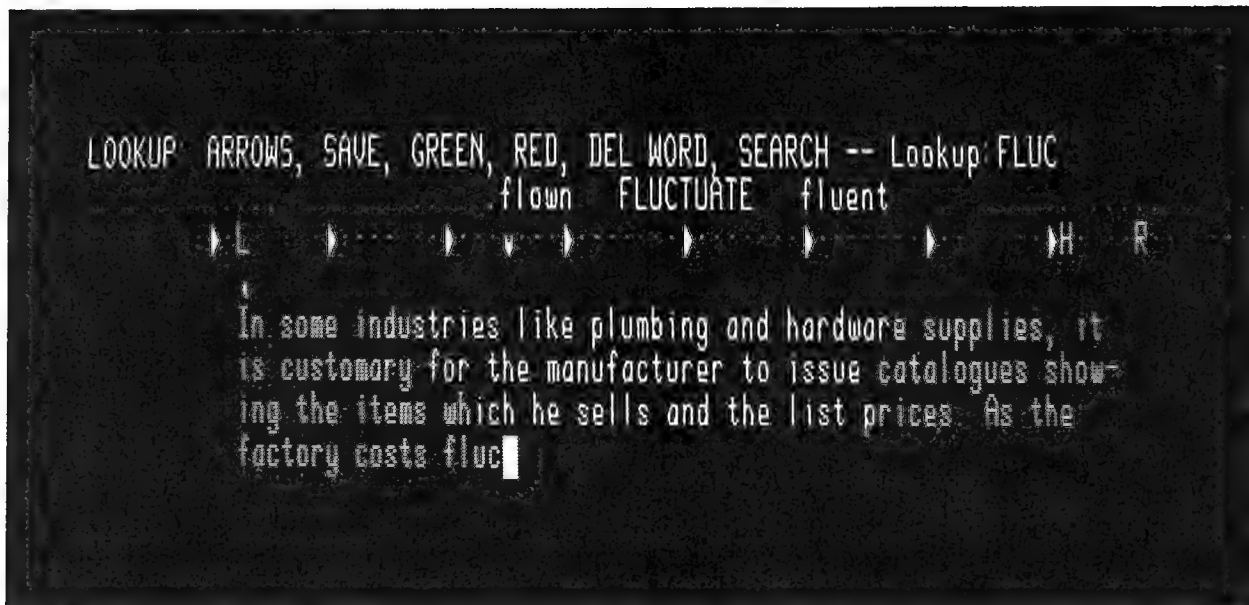 LOOKUP: ARROWS, SAVE, GREEN, RED, DEL WORD, SEARCH -- Lookup: FLUC
flown FLUCTUATE fluent
L H R
In some industries like plumbing and hardware supplies, it
is customary for the manufacturer to issue catalogues show-
ing the items which he sells and the list prices. As the
factory costs fluc